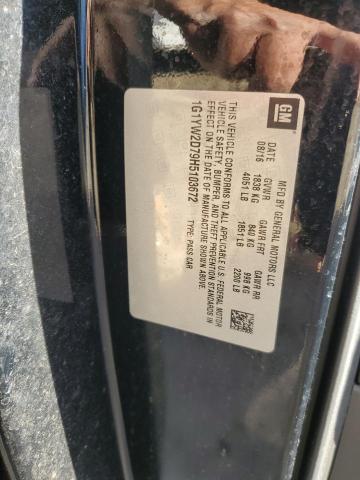 GM
MFD BY GENERAL MOTORS LLC
DATE GVWR GAWR FRT GAWR RR
08/16 1838 KG 840 KG 998 KG
4051 LB 1851 LB 2200 LB
THIS VEHICLE CONFORMS TO ALL APPLICABLE U.S. FEDERAL MOTOR
VEHICLE SAFETY, BUMPER, AND THEFT PREVENTION STANDARDS IN
EFFECT ON THE DATE OF MANUFACTURE SHOWN ABOVE.
1G1YW2D79H5103672 TYPE: PASS CAR